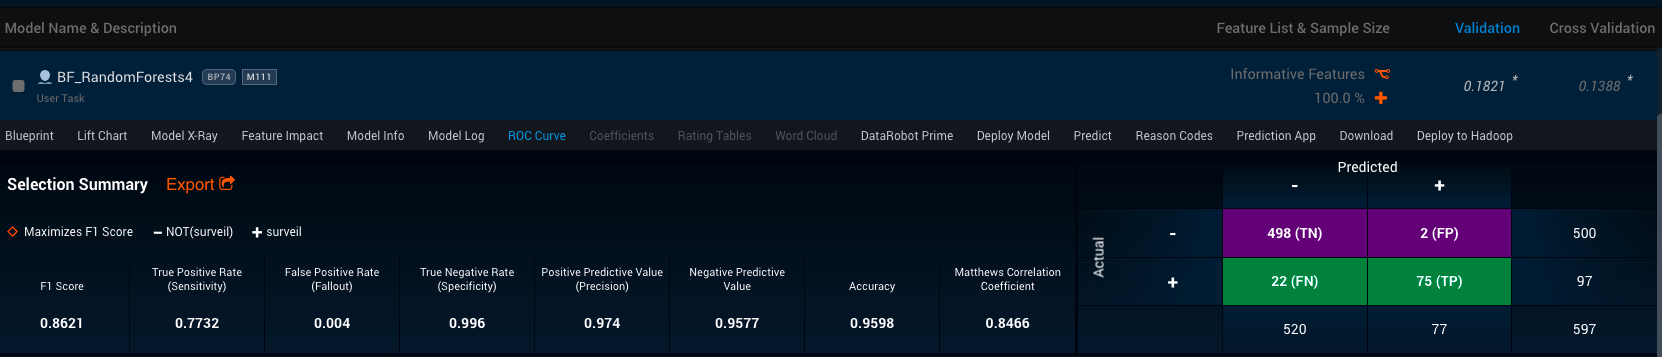 Model Name & Description Feature List & Sample Size Validation Cross Validation
BF_RandomForests4 BP74 M111
User Task
Informative Features
100.0 %
0.1821 *
0.1388 *
Blueprint Lift Chart Model X-Ray Feature Impact Model Info Model Log ROC Curve Coefficients Rating Tables Word Cloud DataRobot Prime Deploy Model Predict Reason Codes Prediction App Download Deploy to Hadoop
Selection Summary Export
Maximizes F1 Score − NOT(surveil) + surveil
F1 Score
0.8621
True Positive Rate
(Sensitivity)
0.7732
False Positive Rate
(Fallout)
0.004
True Negative Rate
(Specificity)
0.996
Positive Predictive Value
(Precision)
0.974
Negative Predictive
Value
0.9577
Accuracy
0.9598
Matthews Correlation
Coefficient
0.8466
Predicted
- +
Actual
- 498 (TN) 2 (FP) 500
+ 22 (FN) 75 (TP) 97
520 77 597